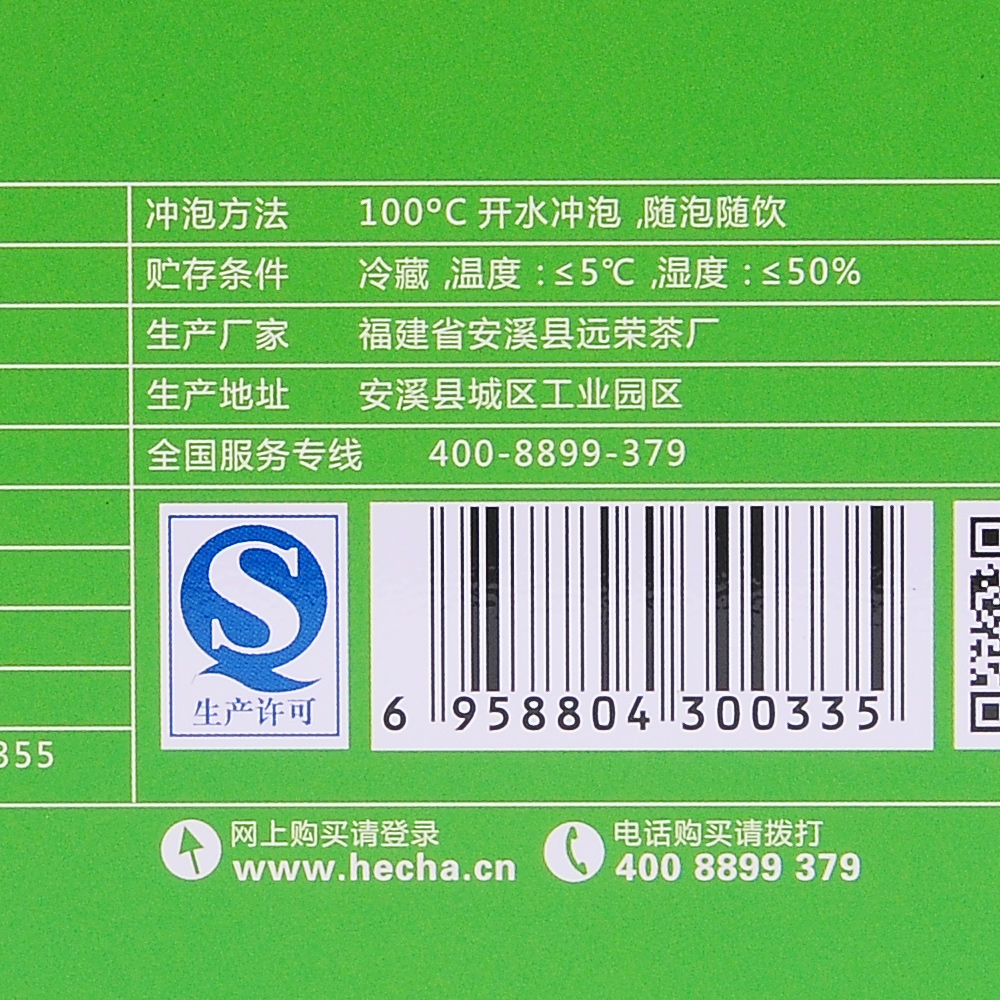 冲泡方法 100°C 开水冲泡 ,随泡随饮
贮存条件 冷藏 ,温度 : ≤5℃ ,湿度 : ≤50%
生产厂家 福建省安溪县远荣茶厂
生产地址 安溪县城区工业园区
全国服务专线 400-8899-379
S
生产许可
6 958804 300335
355
网上购买请登录
www.hecha.cn
电话购买请拨打
400 8899 379